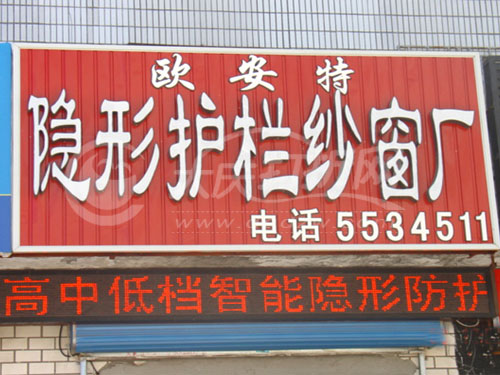 欧安特
隐形护栏纱窗厂
电话 5534511
高中低档智能隐形防护